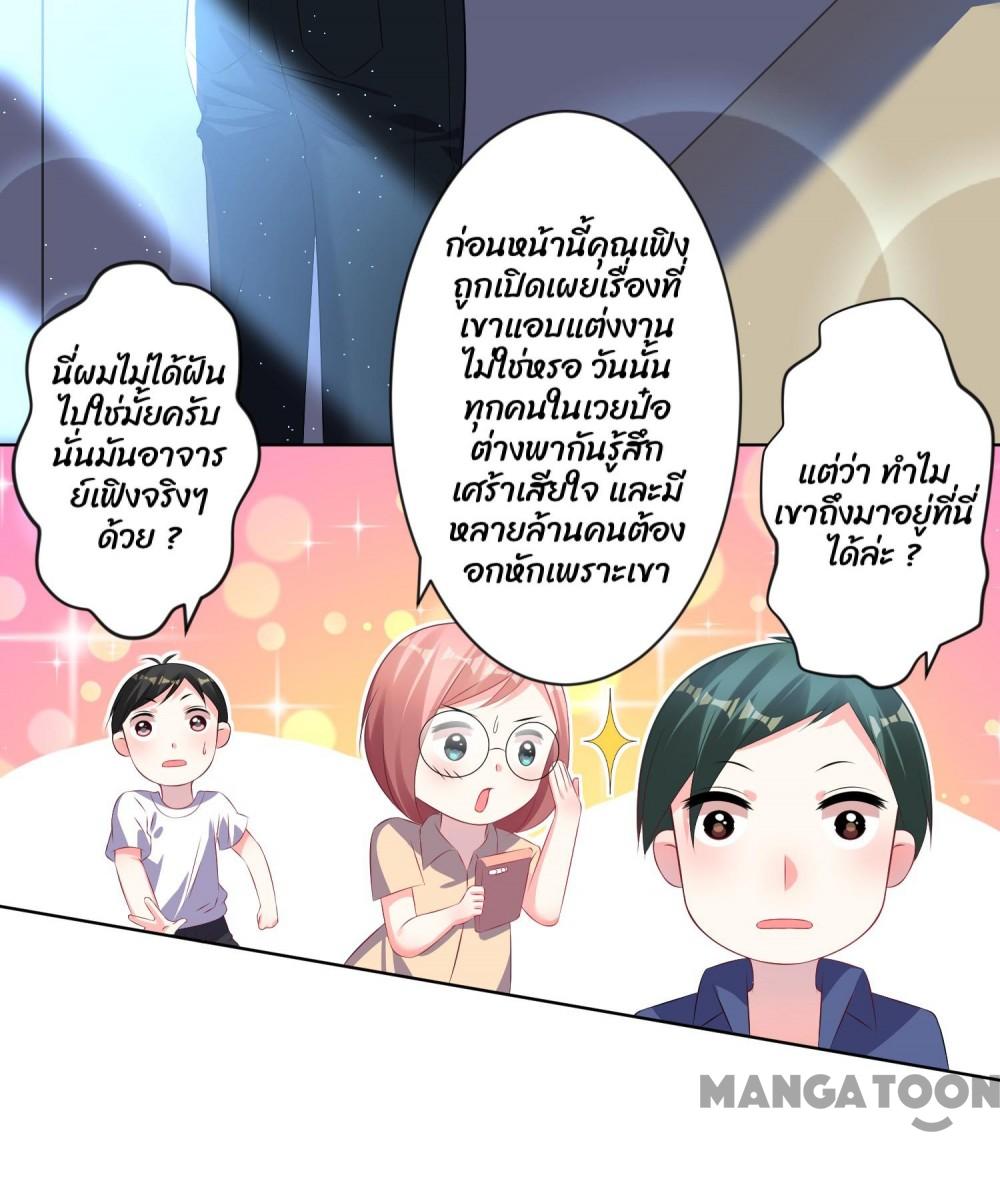 นี่ผมไม่ได้ฝัน
ไปใช่มั้ยครับ
นั่นมันอาจาร
ย์เฟิงจริงๆ
ด้วย ?
ก่อนหน้านี้คุณเฟิง
ถูกเปิดเผยเรื่องที่
เขาแอบแต่งงาน
ไม่ใช่หรอ วันนั้น
ทุกคนในเวยป๋อ
ต่างพากันรู้สึก
เศร้าเสียใจ และมี
หลายล้านคนต้อง
อกหักเพราะเขา
แต่ว่า ทำไม
เขาถึงมาอยู่ที่นี่
ได้ล่ะ ?
MANGATOON